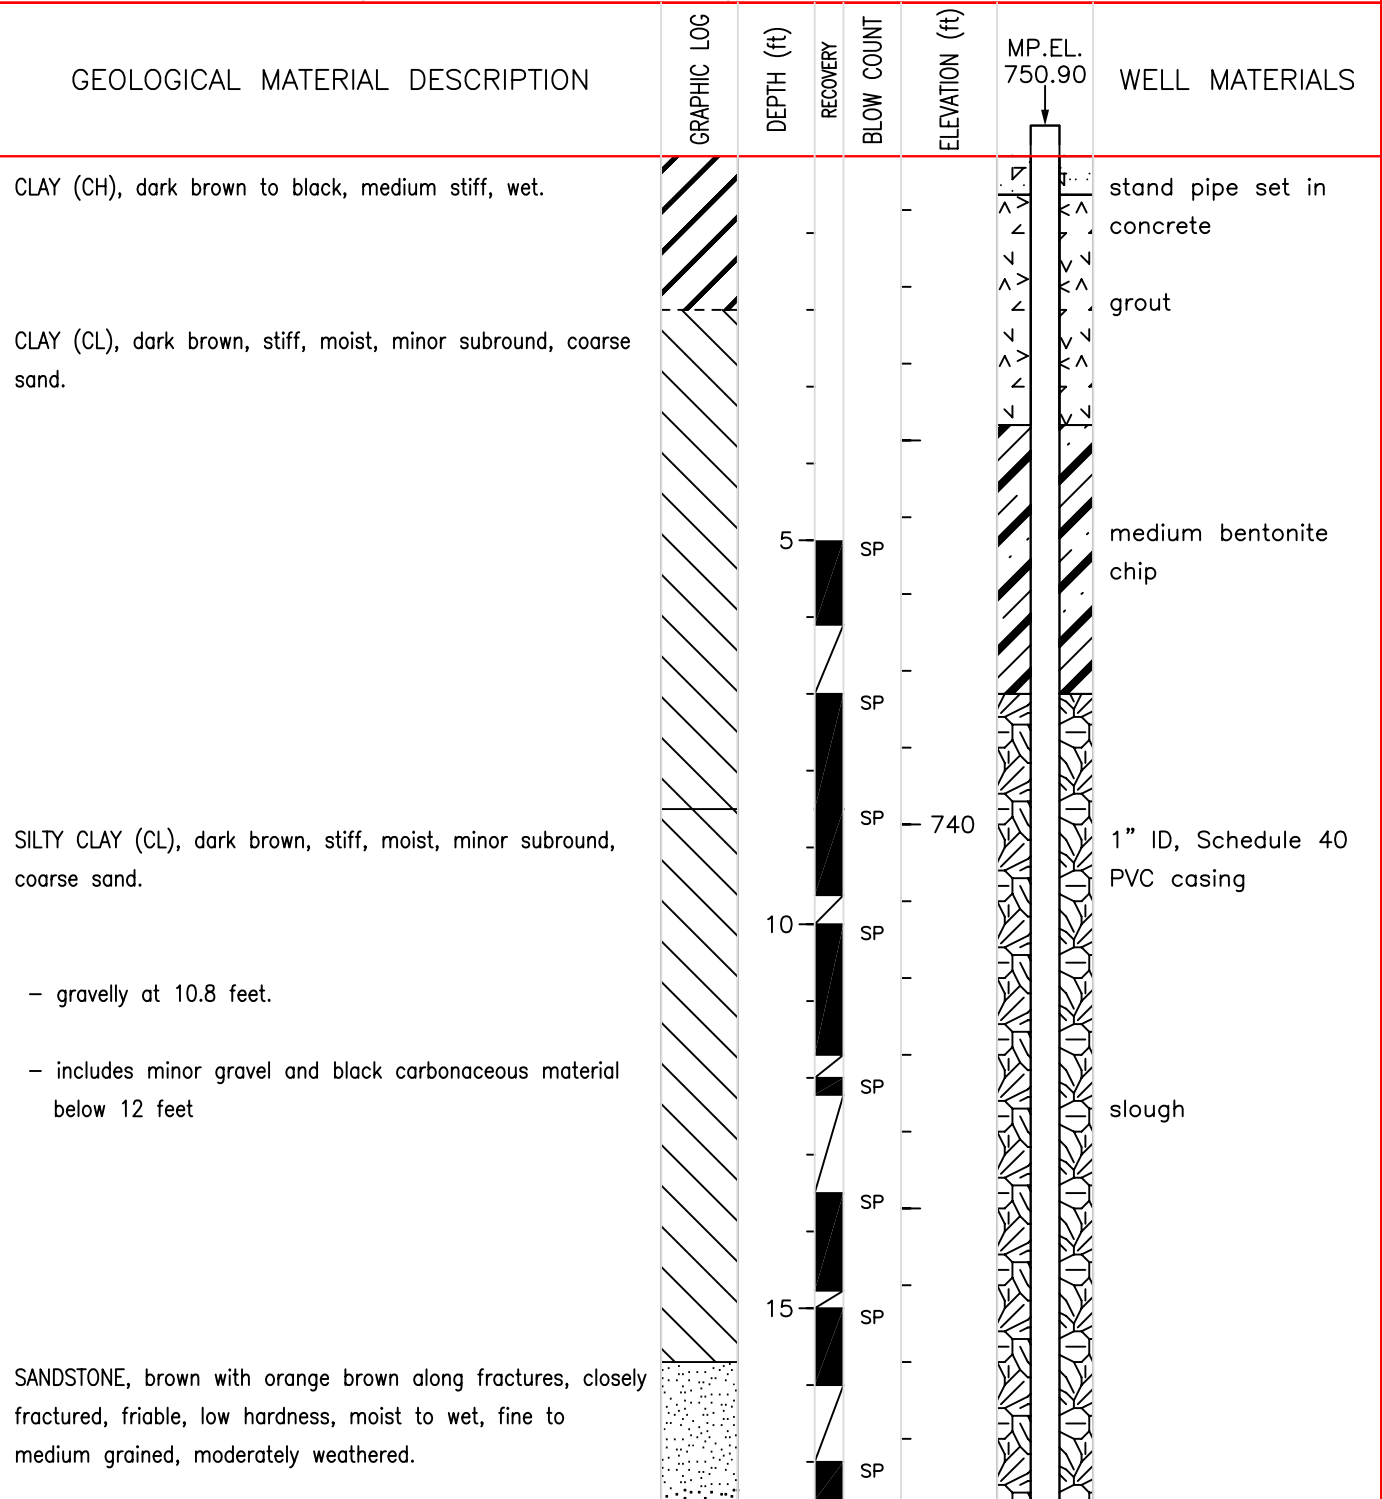 GEOLOGICAL MATERIAL DESCRIPTION
GRAPHIC LOG
DEPTH (ft)
RECOVERY
BLOW COUNT
ELEVATION (ft)
MP.EL.
750.90
WELL MATERIALS
CLAY (CH), dark brown to black, medium stiff, wet.
stand pipe set in
concrete
grout
CLAY (CL), dark brown, stiff, moist, minor subround, coarse
sand.
5
SP
medium bentonite
chip
SP
SP
740
SILTY CLAY (CL), dark brown, stiff, moist, minor subround,
coarse sand.
1” ID, Schedule 40
PVC casing
10
SP
– gravelly at 10.8 feet.
– includes minor gravel and black carbonaceous material
below 12 feet
SP
slough
SP
15
SP
SANDSTONE, brown with orange brown along fractures, closely
fractured, friable, low hardness, moist to wet, fine to
medium grained, moderately weathered.
SP